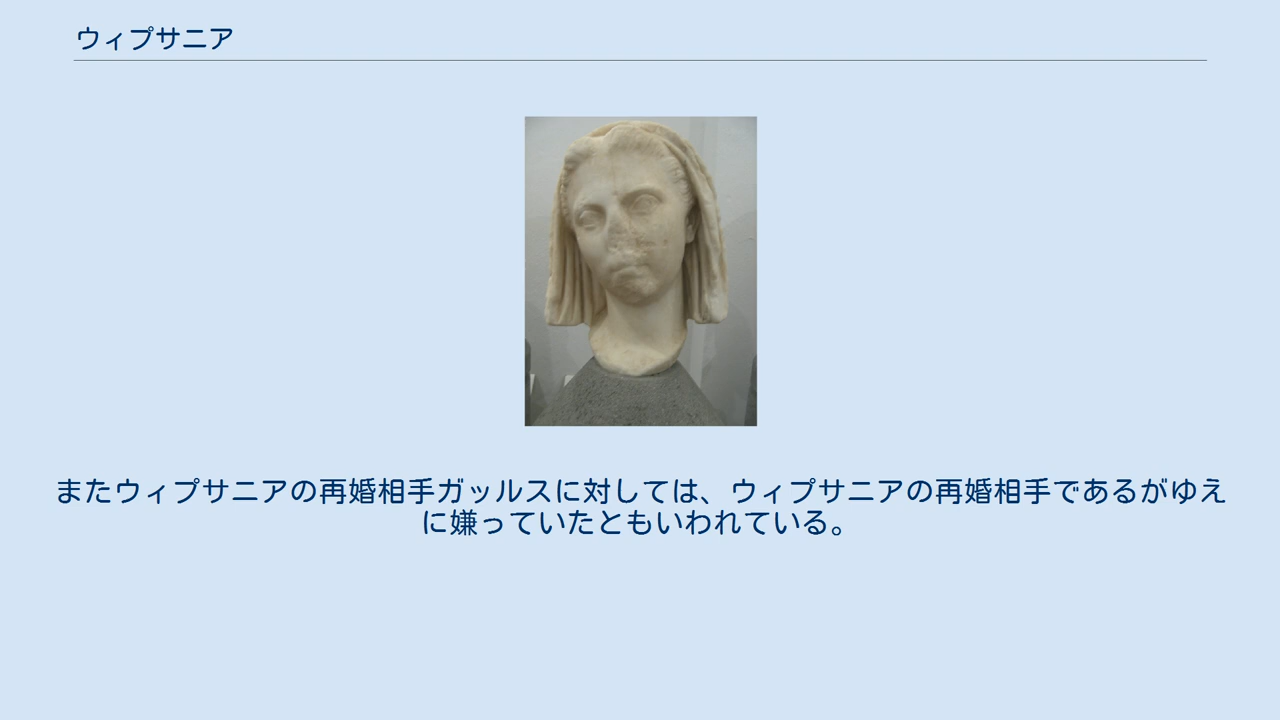 ウィプサニア
またウィプサニアの再婚相手ガッルスに対しては、ウィプサニアの再婚相手であるがゆえ
に嫌っていたともいわれている。